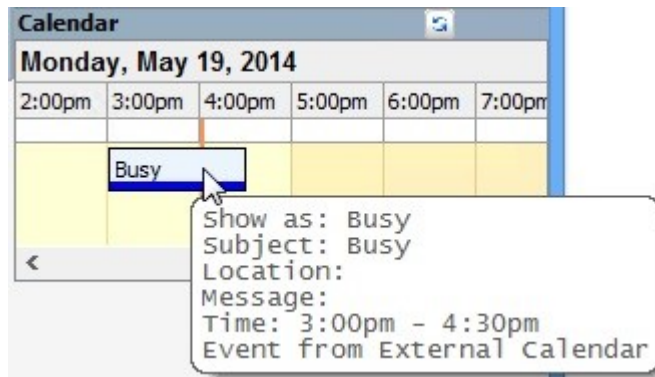 Calendar
Monday, May 19, 2014
2:00pm 3:00pm 4:00pm 5:00pm 6:00pm 7:00pm
Busy
Show as: Busy
Subject: Busy
Location:
Message:
Time: 3:00pm - 4:30pm
Event from External Calendar